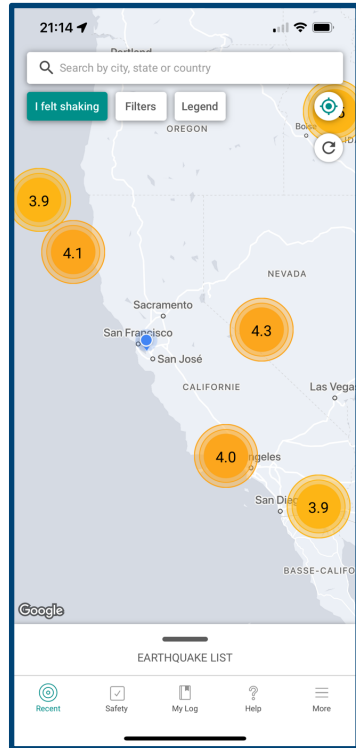 21:14
Portland
Search by city, state or country
I felt shaking
Filters
Legend
OREGON
Boise
3.9
4.1
NEVADA
Sacramento
San Francisco
4.3
San José
CALIFORNIE
Las Vega
4.0
ngeles
San Die
3.9
BASSE-CALIFO
Google
EARTHQUAKE LIST
Recent
Safety
My Log
Help
More